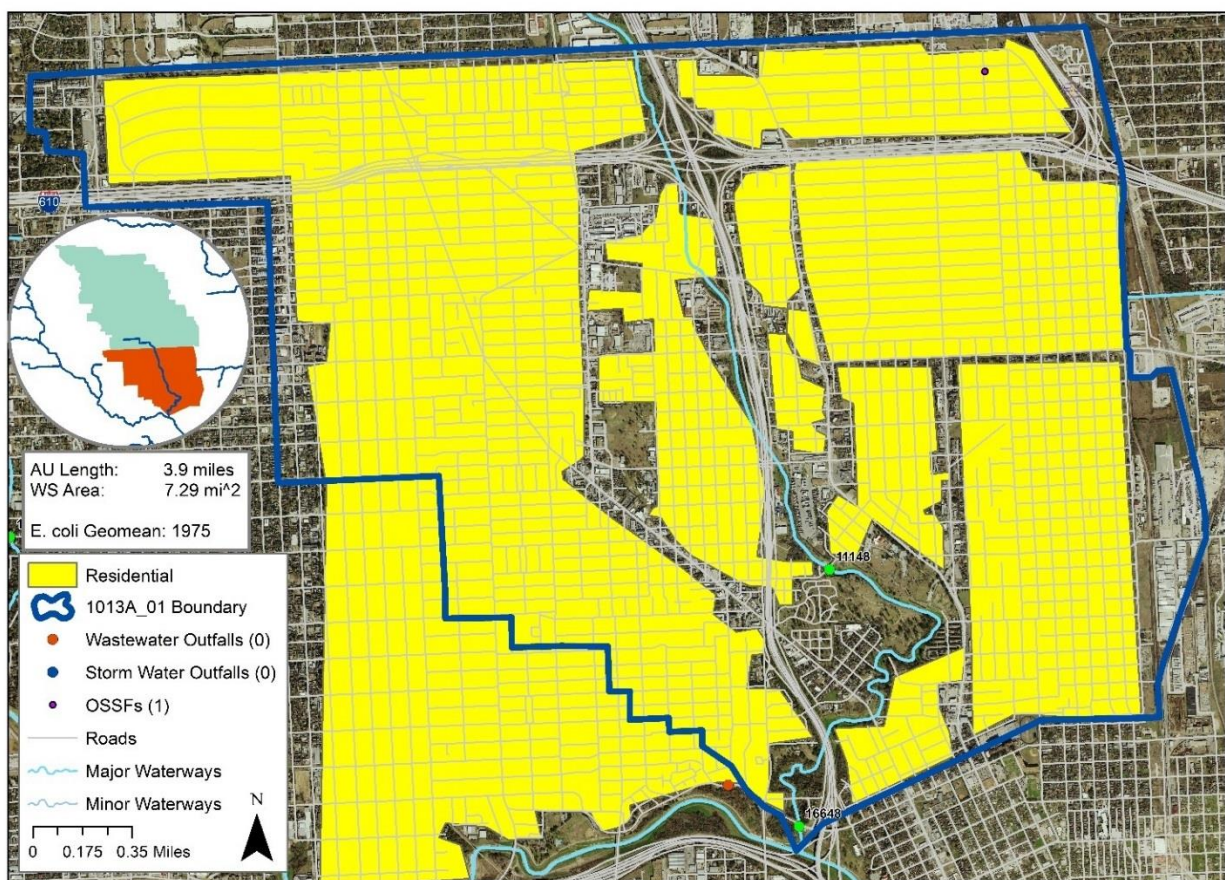 610
AU Length: 3.9 miles
WS Area: 7.29 mi^2
E. coli Geomean: 1975
Residential
1013A_01 Boundary
Wastewater Outfalls (0)
Storm Water Outfalls (0)
OSSFs (1)
Roads
Major Waterways
Minor Waterways
N
0 0.175 0.35 Miles
11148
16648